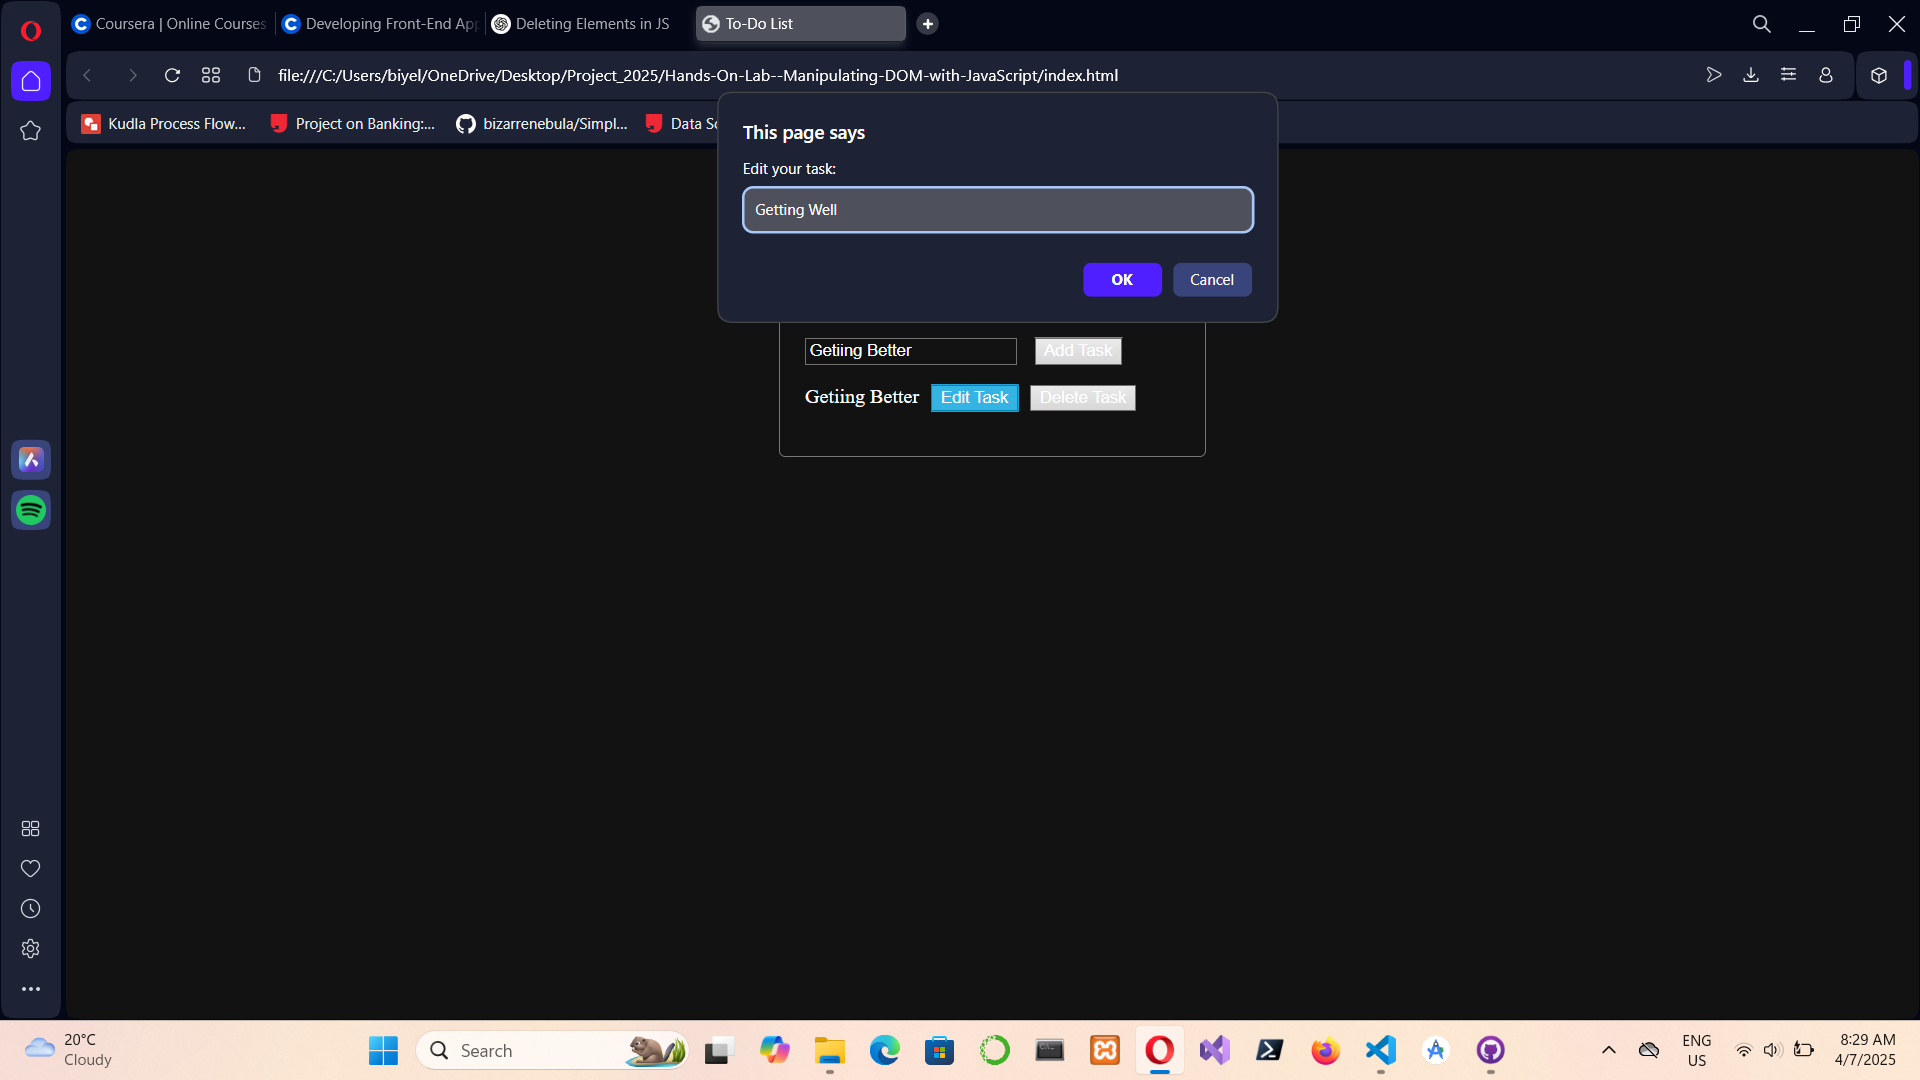 Coursera | Online Courses
Developing Front-End App
Deleting Elements in JS
To-Do List
file:///C:/Users/biyel/OneDrive/Desktop/Project_2025/Hands-On-Lab--Manipulating-DOM-with-JavaScript/index.html
Kudla Process Flow...
Project on Banking:...
bizarrenebula/Simpl...
Data Sc
This page says
Edit your task:
Getting Well
OK
Cancel
Getiing Better
Add Task
Getiing Better
Edit Task
Delete Task
20°C
Cloudy
Search
ENG
US
8:29 AM
4/7/2025